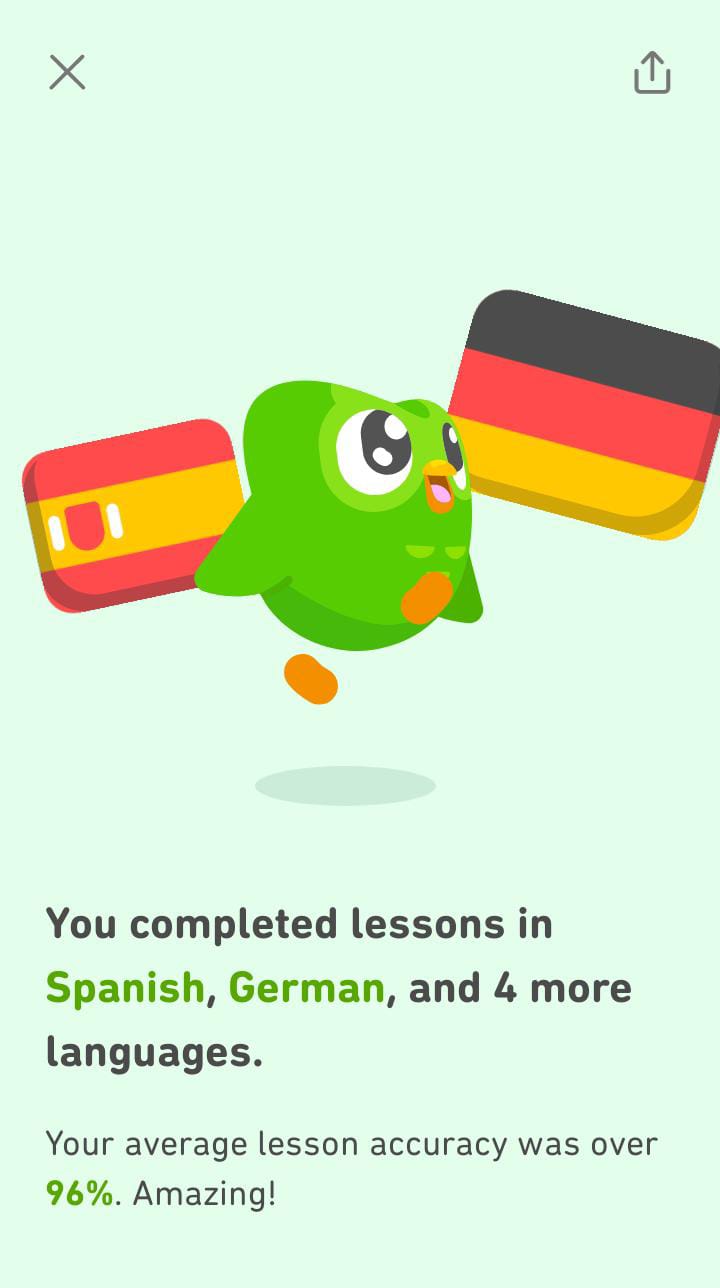 You completed lessons in
Spanish, German, and 4 more
languages.
Your average lesson accuracy was over
96%. Amazing!